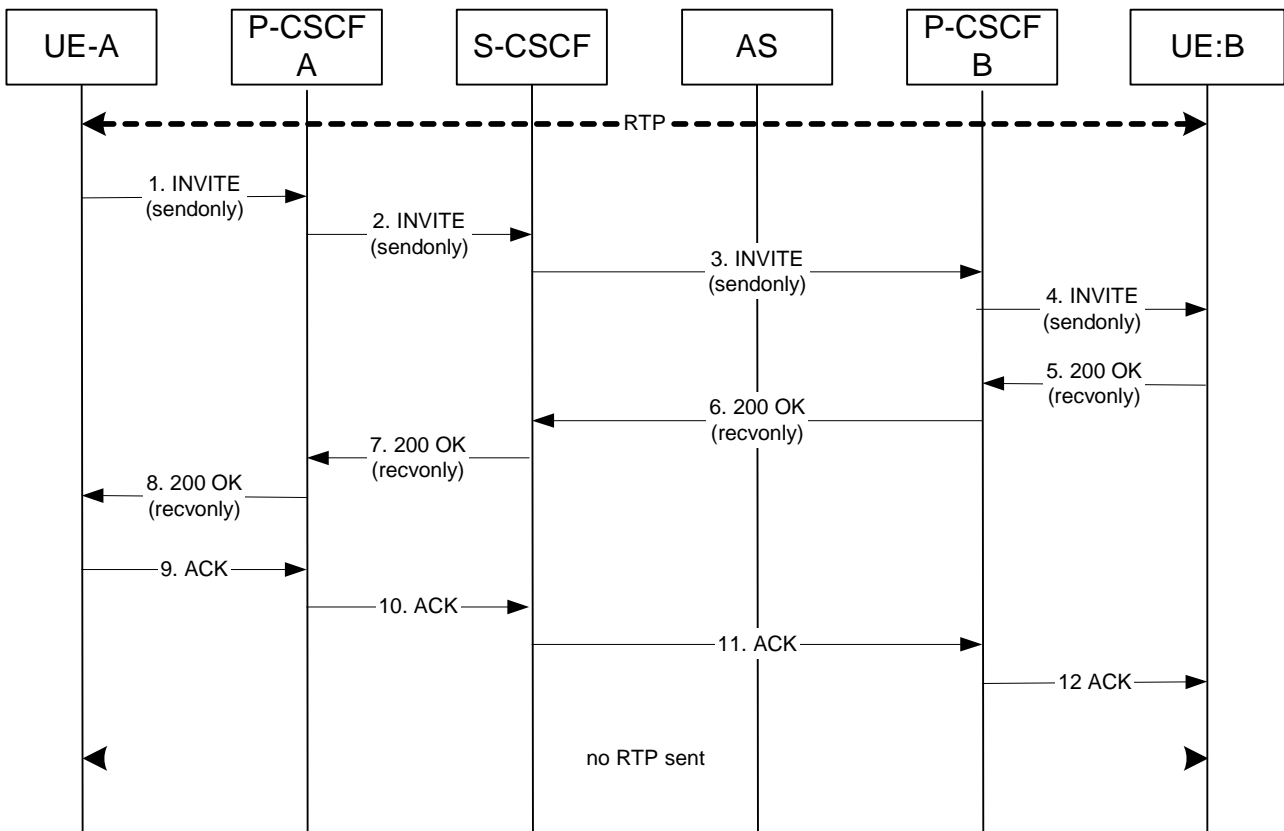 UE-A
P-CSCF
A
S-CSCF
AS
P-CSCF
B
UE:B
RTP
1. INVITE
(sendonly)
2. INVITE
(sendonly)
3. INVITE
(sendonly)
4. INVITE
(sendonly)
5. 200 OK
(recvonly)
6. 200 OK
(recvonly)
7. 200 OK
(recvonly)
8. 200 OK
(recvonly)
9. ACK
10. ACK
11. ACK
12 ACK
no RTP sent